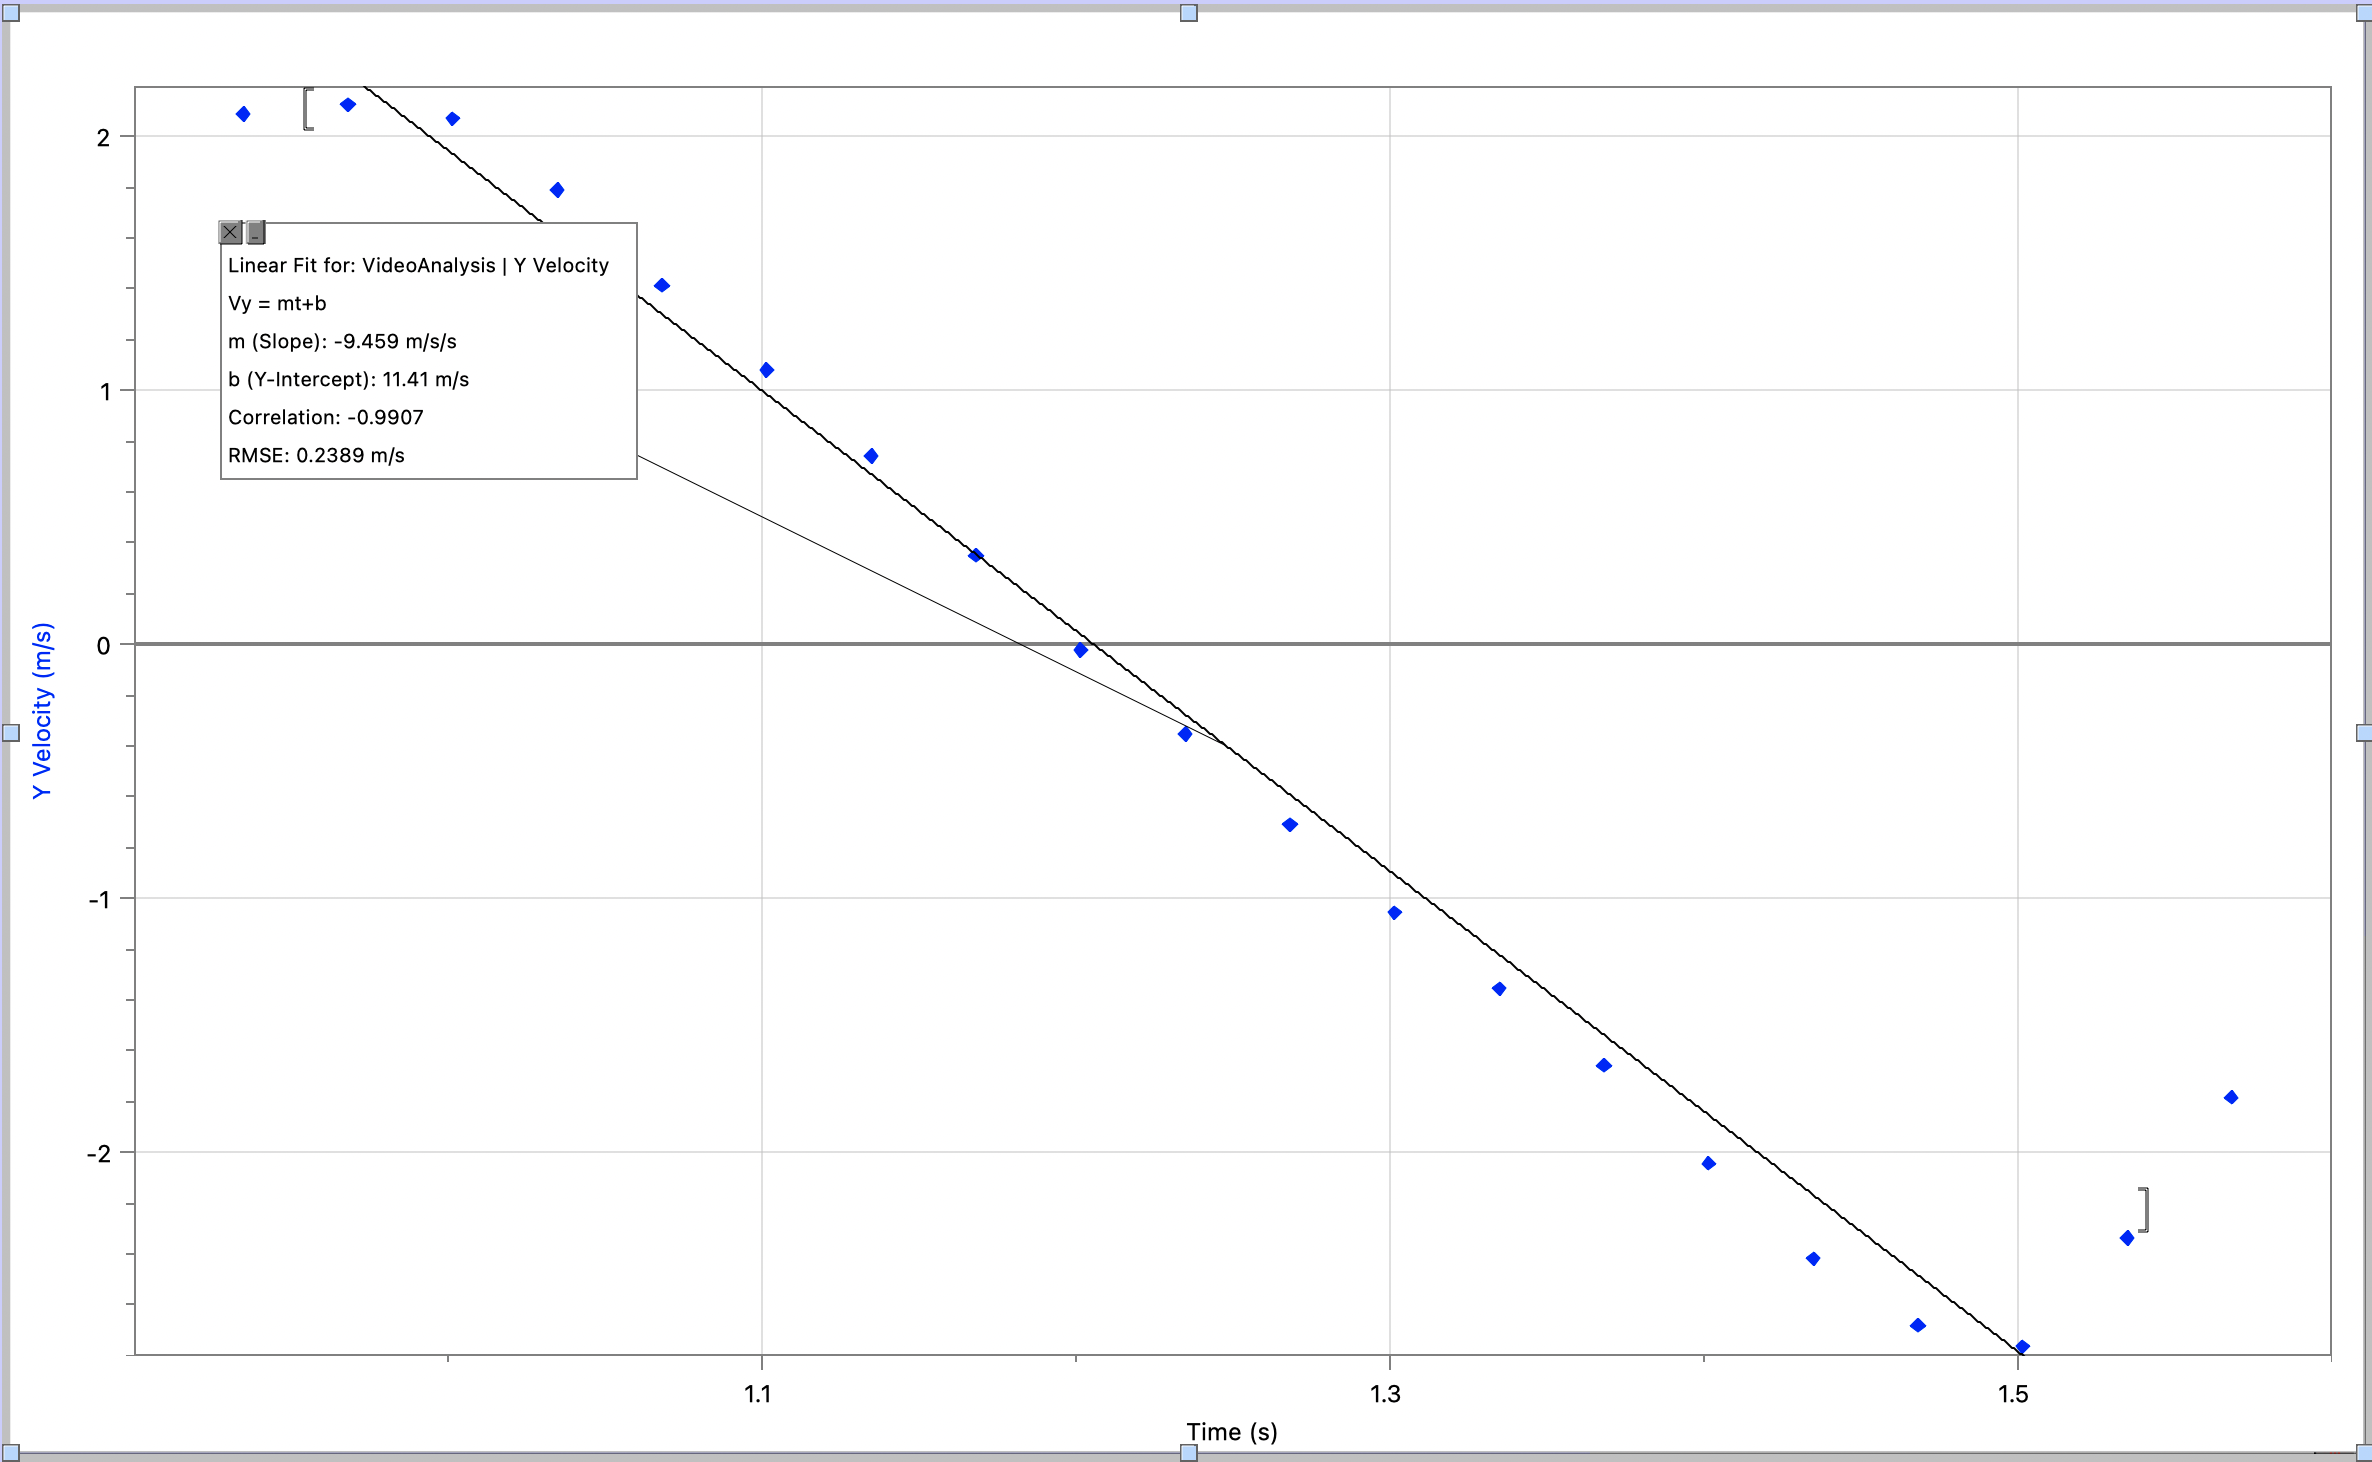 Linear Fit for: VideoAnalysis | Y Velocity
Vy = mt+b
m (Slope): -9.459 m/s/s
b (Y-Intercept): 11.41 m/s
Correlation: -0.9907
RMSE: 0.2389 m/s
Y Velocity (m/s)
2
1
0
-1
-2
1.1
1.3
1.5
Time (s)